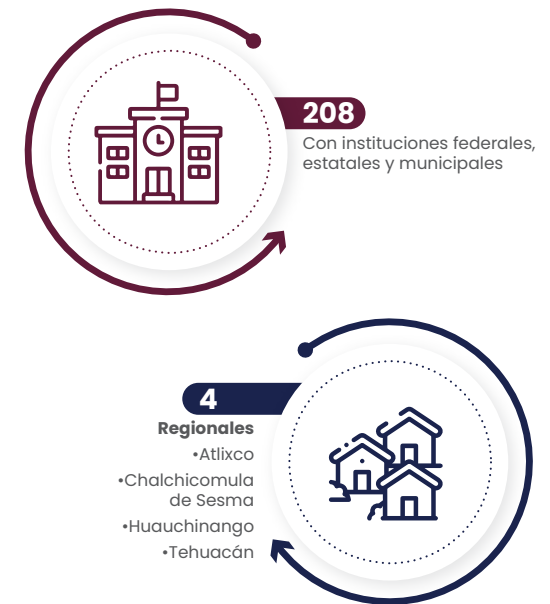 208
Con instituciones federales,
estatales y municipales
4
Regionales
•Atlixco
•Chalchicomula
de Sesma
•Huauchinango
•Tehuacán